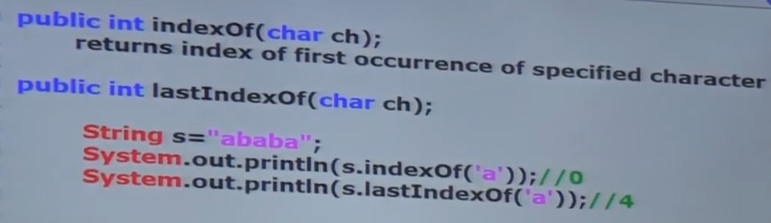 public int indexOf(char ch);
returns index of first occurrence of specified character
public int lastIndexOf(char ch);
String s="ababa";
System.out.println(s.indexOf('a'));//0
System.out.println(s.lastIndexOf('a'));//4